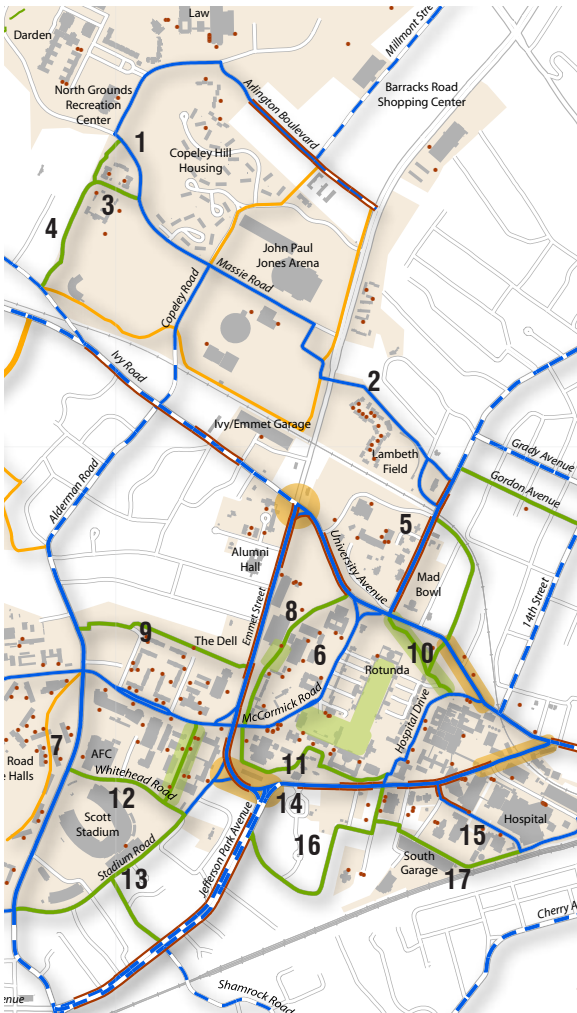 Law
Darden
Millmont Stre
North Grounds
Recreation
Center
Arlington Boulevard
Barracks Road
Shopping Center
1
Copeley Hill
Housing
3
4
John Paul
Jones Arena
Massie Road
Copeley Road
Ivy Road
2
Ivy/Emmet Garage
Grady Avenue
Lambeth
Field
Gordon Avenue
Alderman Road
5
University Avenue
Alumni
Hall
Mad
Bowl
14th Street
Emmet Street
8
9
The Dell
6
10
Rotunda
McCormick Road
Hospital Drive
7
Road
e Halls
AFC
11
Whitehead Road
12
14
Scott
Stadium
Jefferson Park Avenue
15
Hospital
16
Stadium Road
13
South
Garage
17
Cherry A
Shamrock Road
enue